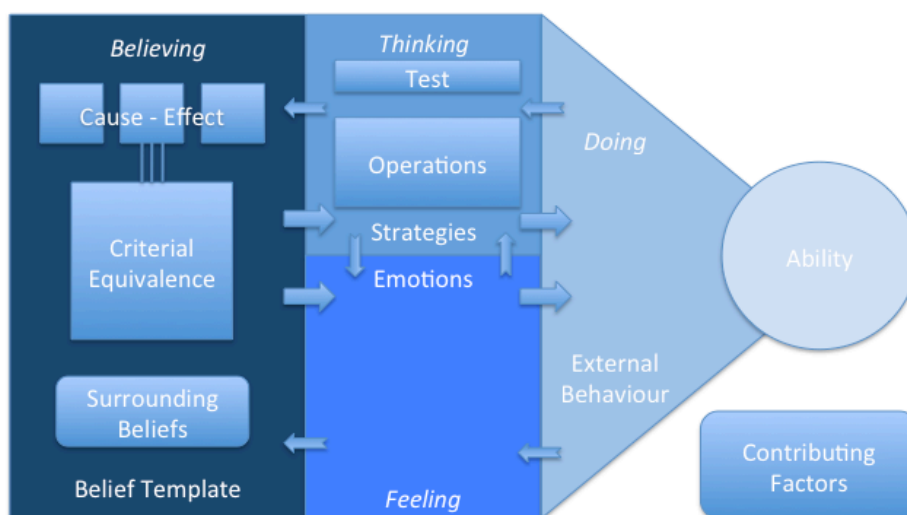 Believing
Cause - Effect
Criterial
Equivalence
Surrounding
Beliefs
Belief Template
Thinking
Test
Operations
Strategies
Emotions
Feeling
Doing
External
Behaviour
Ability
Contributing
Factors